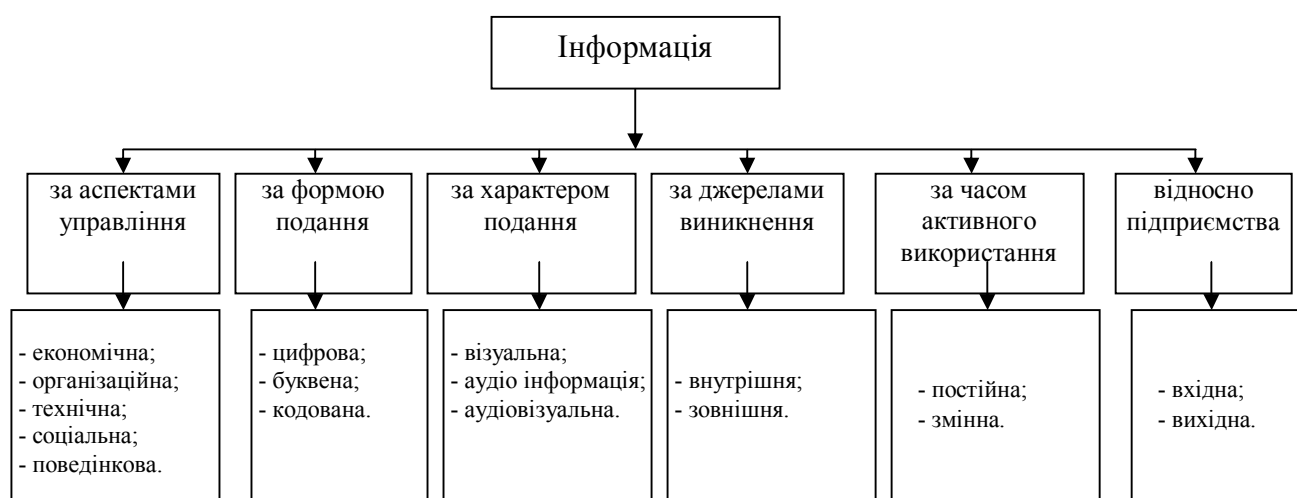 Інформація
за аспектами
управління
за формою
подання
за характером
подання
за джерелами
виникнення
за часом
активного
використання
відносно
підприємства
- економічна;
- організаційна;
- технічна;
- соціальна;
- поведінкова.
- цифрова;
- буквена;
- кодована.
- візуальна;
- аудіо інформація;
- аудіовізуальна.
- внутрішня;
- зовнішня.
- постійна;
- змінна.
- вхідна;
- вихідна.